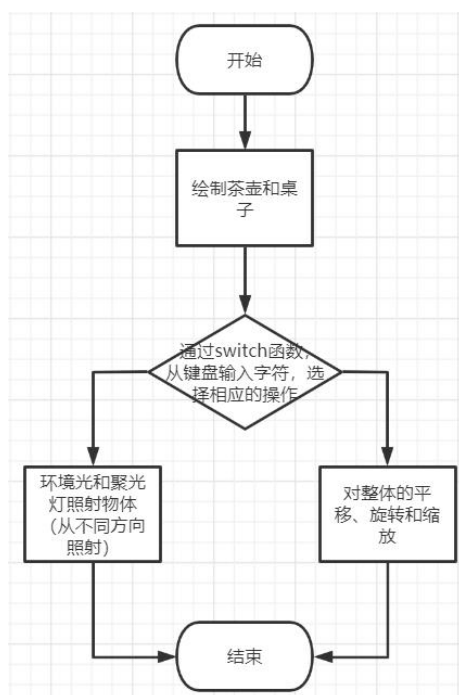 开始
绘制茶壶和桌
子
通过switch函数，
从键盘输入字符，选
择相应的操作
环境光和聚光
灯照射物体
（从不同方向
照射）
对整体的平
移、旋转和缩
放
结束